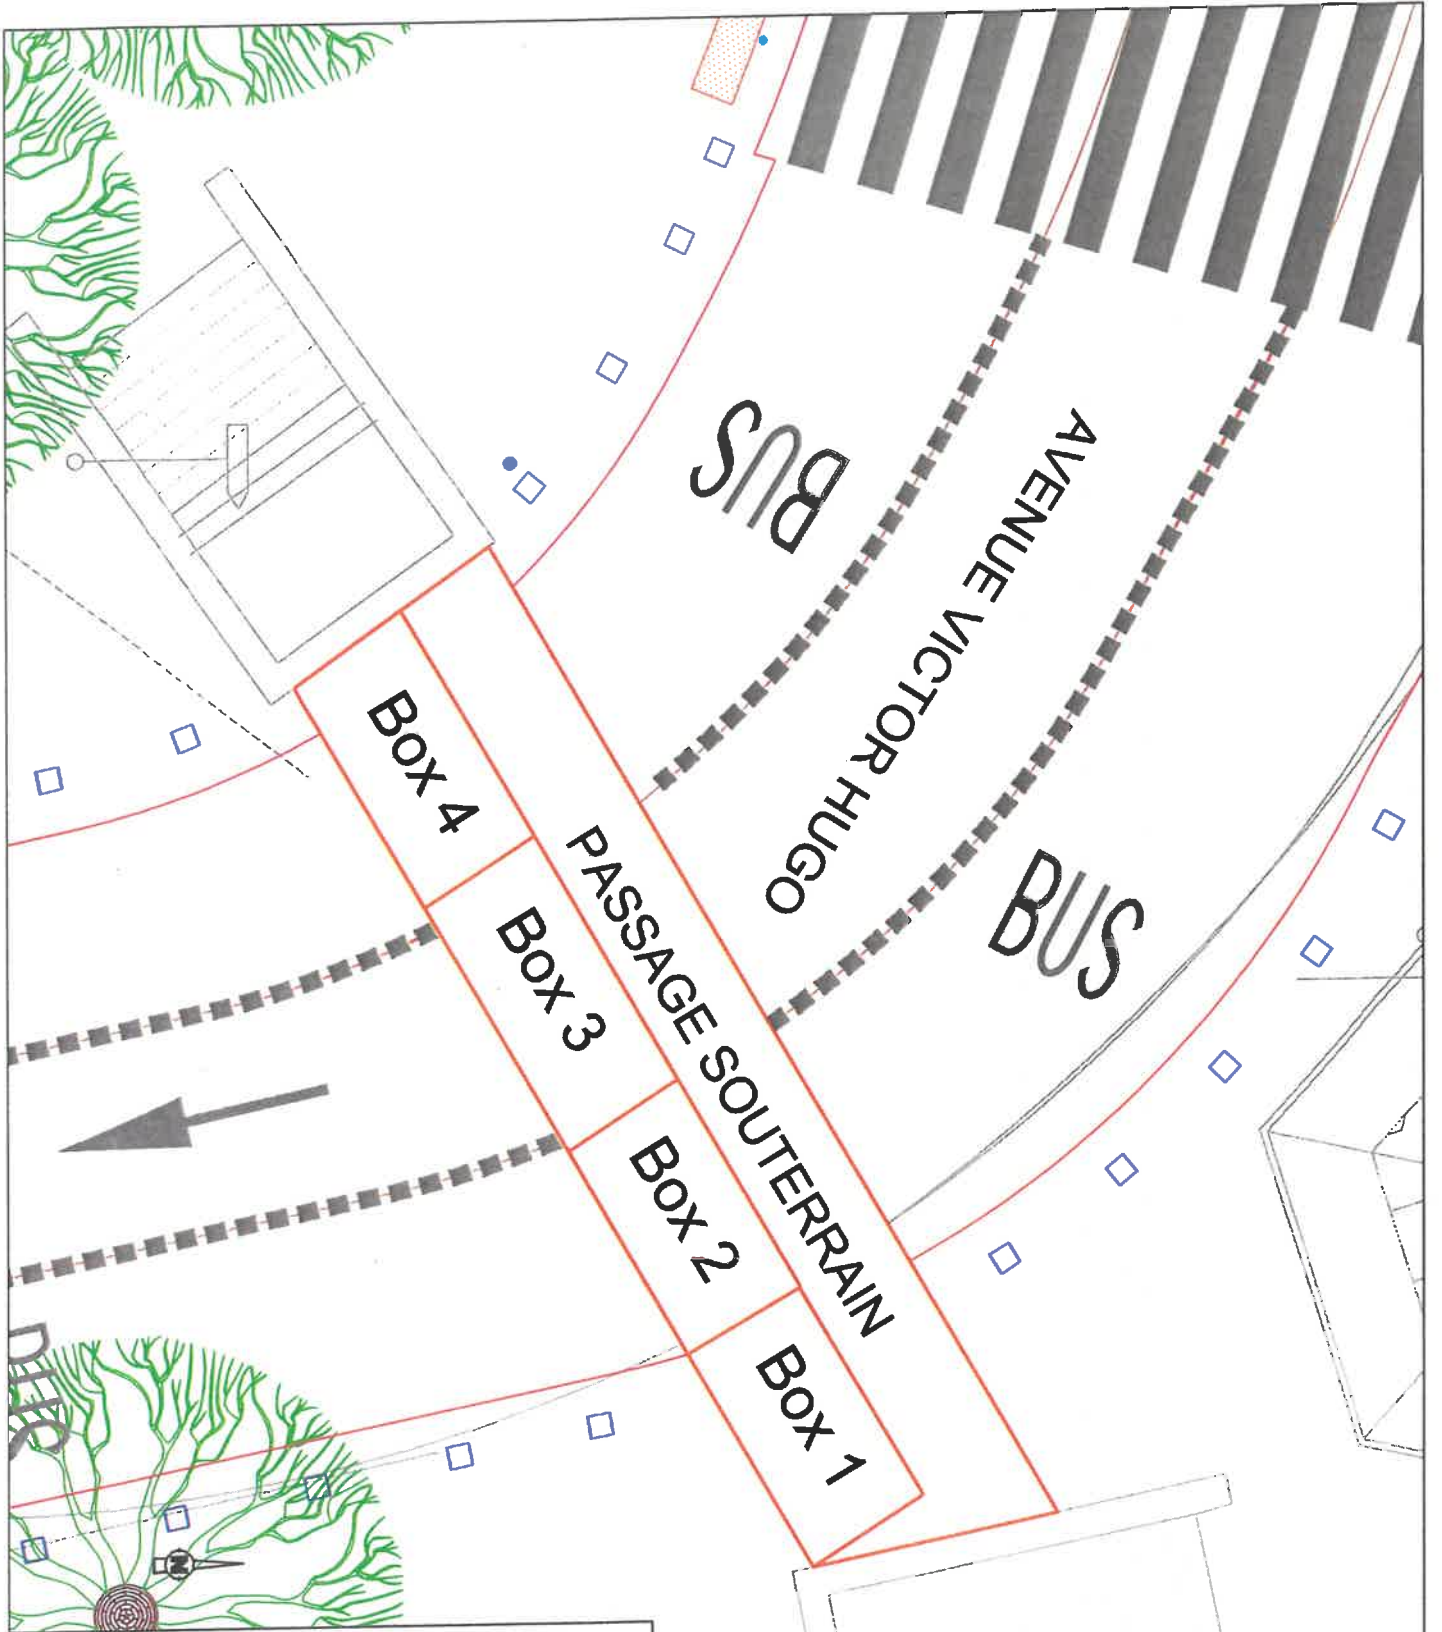 BUS
AVENUE VICTOR HUGO
BUS
PASSAGE SOUTERRAIN
Box 4
Box 3
Box 2
Box 1
N